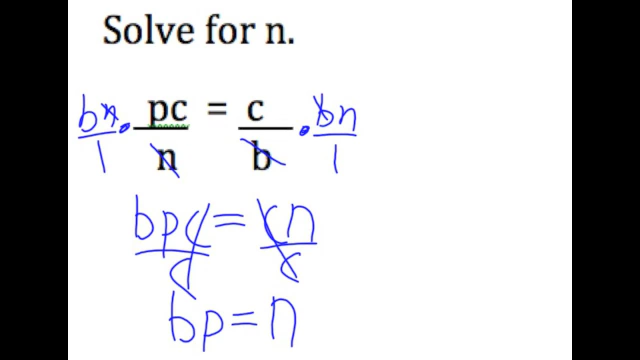 Solve for n.
bn/1 · pc/n = c/b · bn/1
bpc/c = cn/c
bp = n